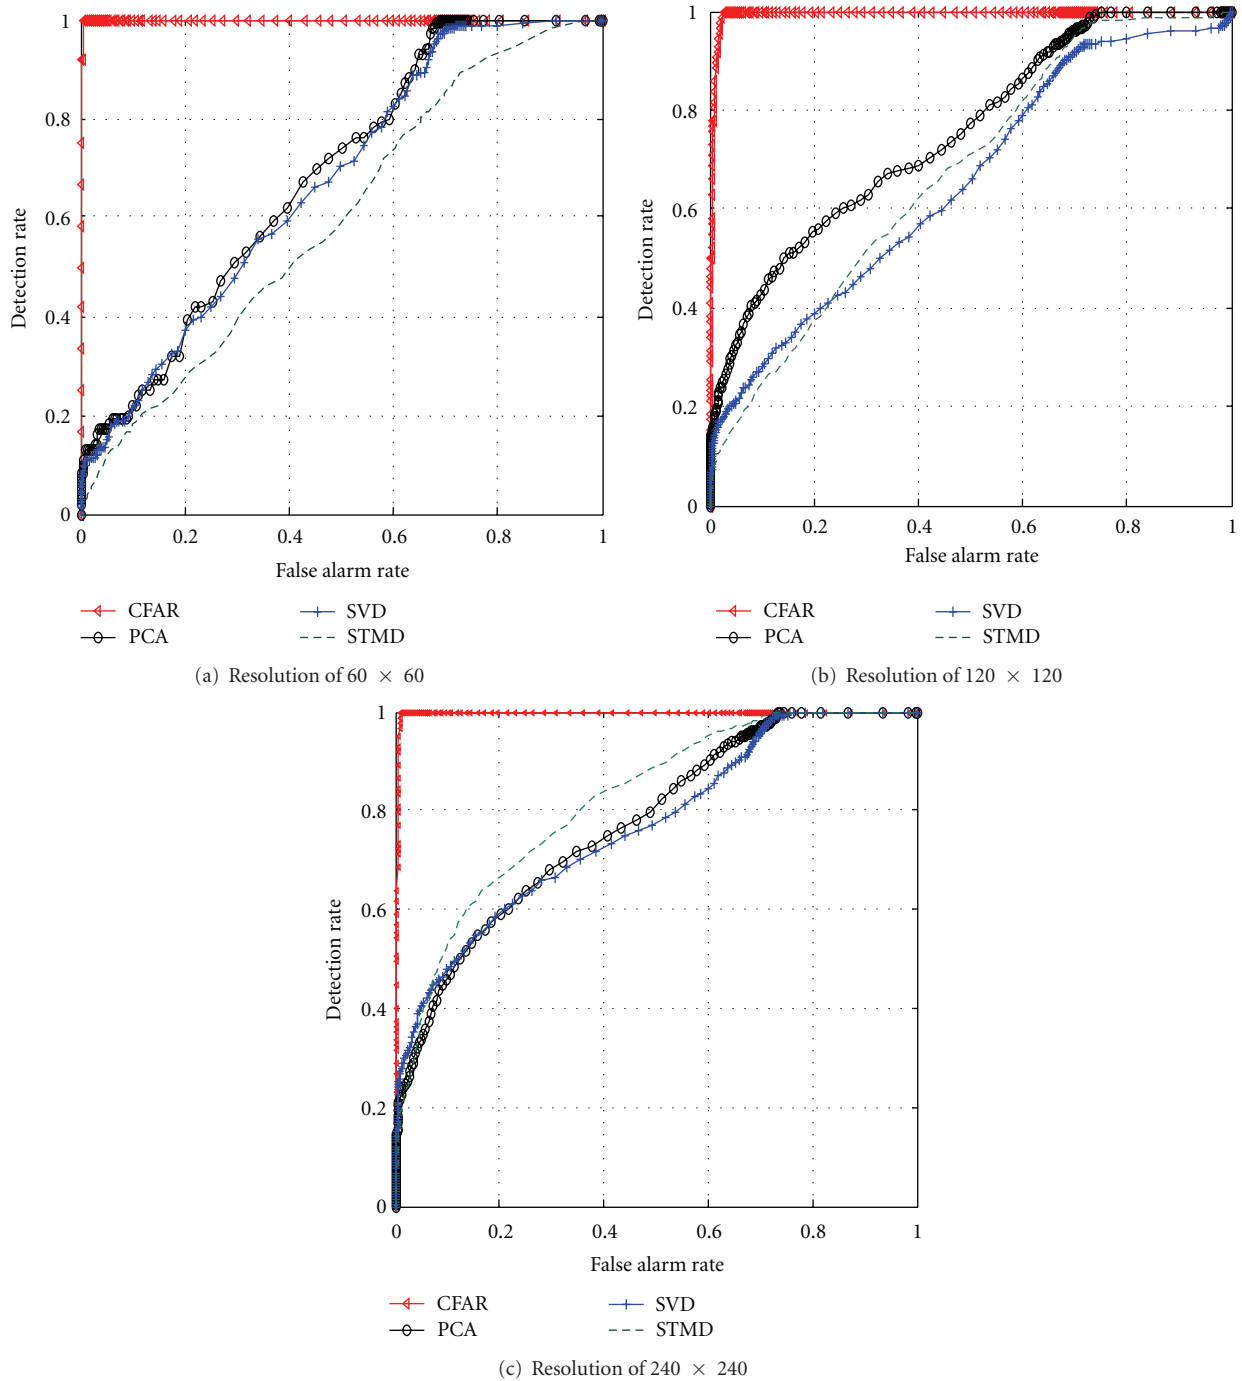 1
0.8
0.6
0.4
0.2
0
Detection rate
0
0.2
0.4
0.6
0.8
1
False alarm rate
CFAR
SVD
PCA
STMD
(a) Resolution of 60 × 60
1
0.8
0.6
0.4
0.2
0
Detection rate
0
0.2
0.4
0.6
0.8
1
False alarm rate
CFAR
SVD
PCA
STMD
(b) Resolution of 120 × 120
1
0.8
0.6
0.4
0.2
0
Detection rate
0
0.2
0.4
0.6
0.8
1
False alarm rate
CFAR
SVD
PCA
STMD
(c) Resolution of 240 × 240